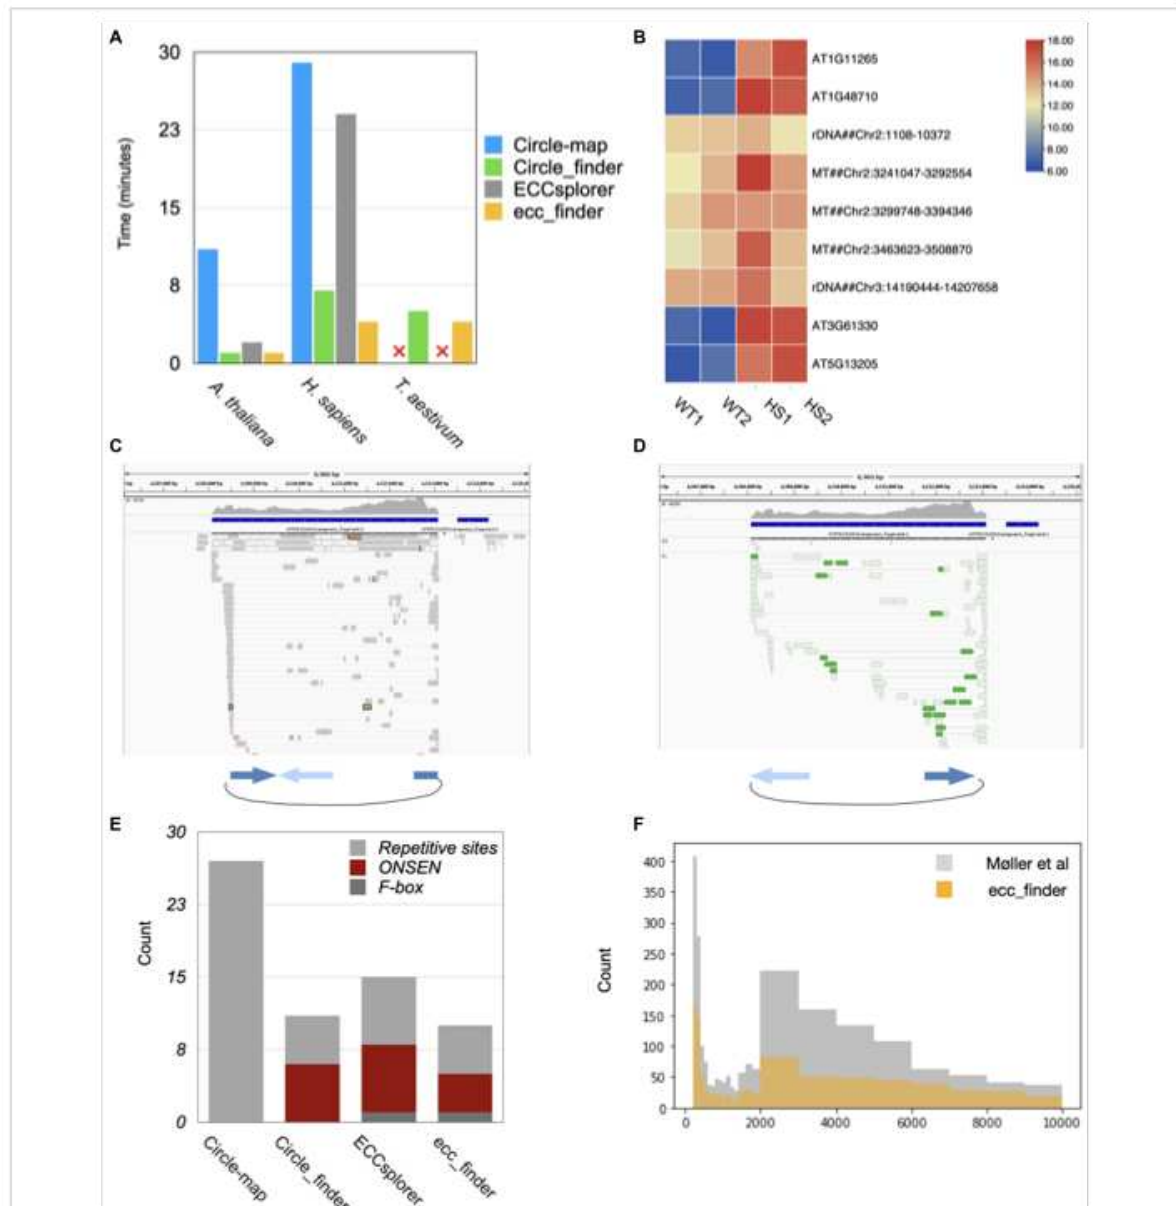 A
30
23
15
8
0
Time (minutes)
Circle-map
Circle_finder
ECCsplorer
ecc_finder
A. thaliana
H. sapiens
T. aestivum
B
AT1G11265
AT1G48710
rDNA##Chr2:1108-10372
MT##Chr2:3241047-3292554
MT##Chr2:3299748-3394346
MT##Chr2:3463623-3508870
rDNA##Chr3:14190444-14207658
AT3G61330
AT5G13205
WT1
WT2
HS1
HS2
18.00
16.00
14.00
12.00
10.00
8.00
6.00
C
D
E
30
23
15
8
0
Count
Repetitive sites
ONSEN
F-box
Circle-map
Circle_finder
ECCsplorer
ecc_finder
F
400
350
300
250
200
150
100
50
0
Count
Møller et al
ecc_finder
0
2000
4000
6000
8000
10000